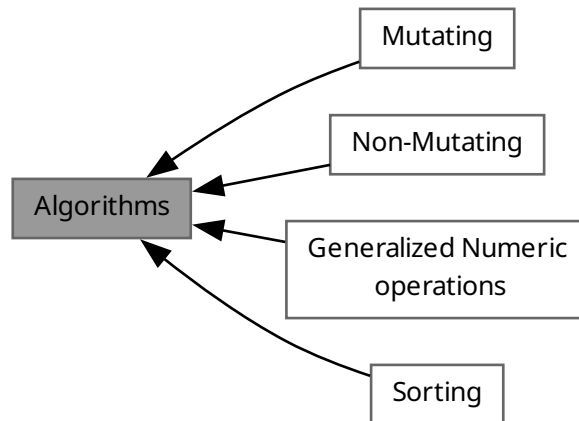 Mutating
Non-Mutating
Algorithms
Generalized Numeric
operations
Sorting